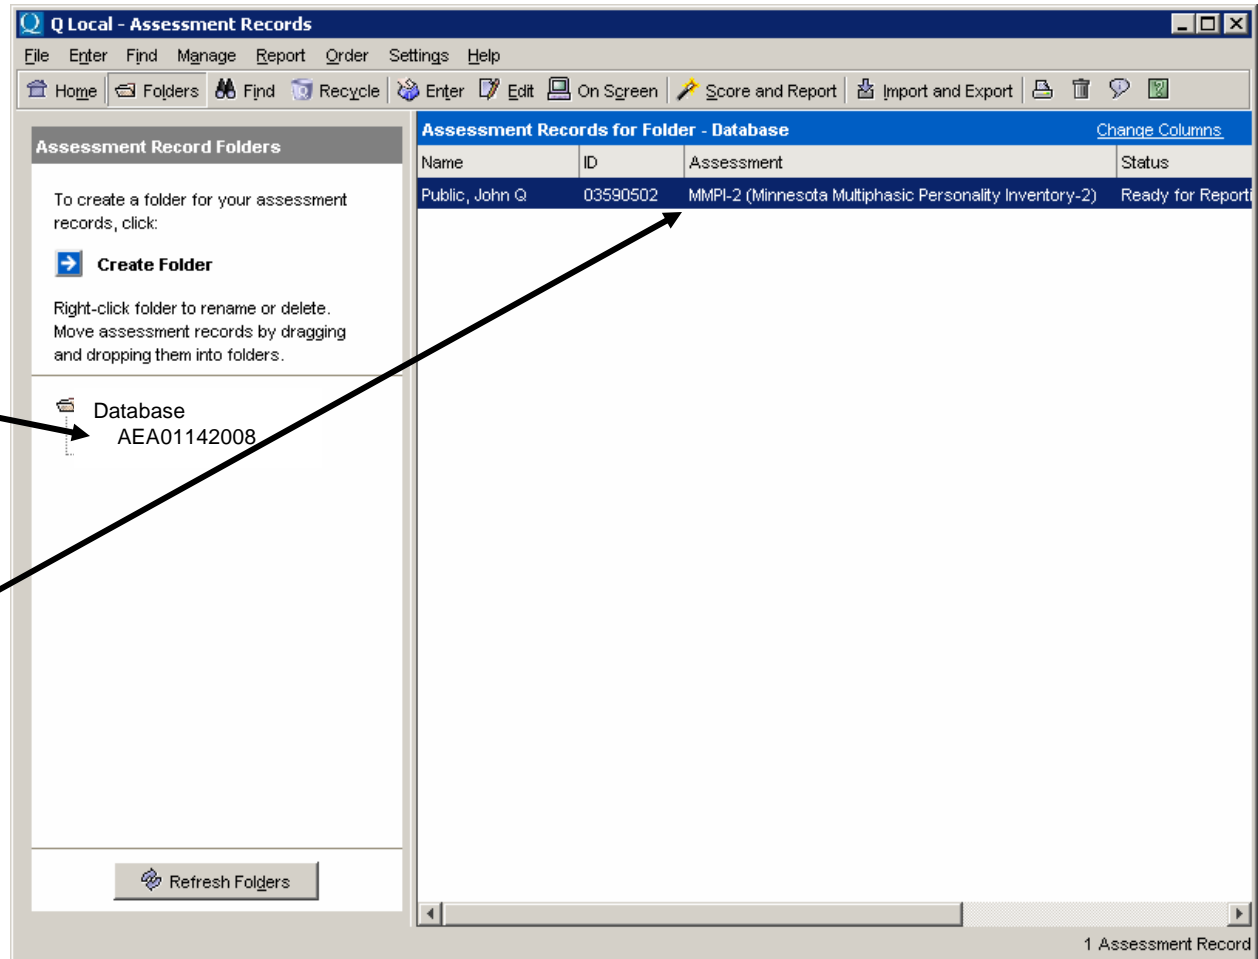 Q Local - Assessment Records
File Enter Find Manage Report Order Settings Help
Home Folders Find Recycle Enter Edit On Screen Score and Report Import and Export
Assessment Record Folders
To create a folder for your assessment
records, click:
Create Folder
Right-click folder to rename or delete.
Move assessment records by dragging
and dropping them into folders.
Database
AEA01142008
Refresh Folders
Assessment Records for Folder - Database Change Columns
Name ID Assessment Status
Public, John Q 03590502 MMPI-2 (Minnesota Multiphasic Personality Inventory-2) Ready for Reporti
1 Assessment Record